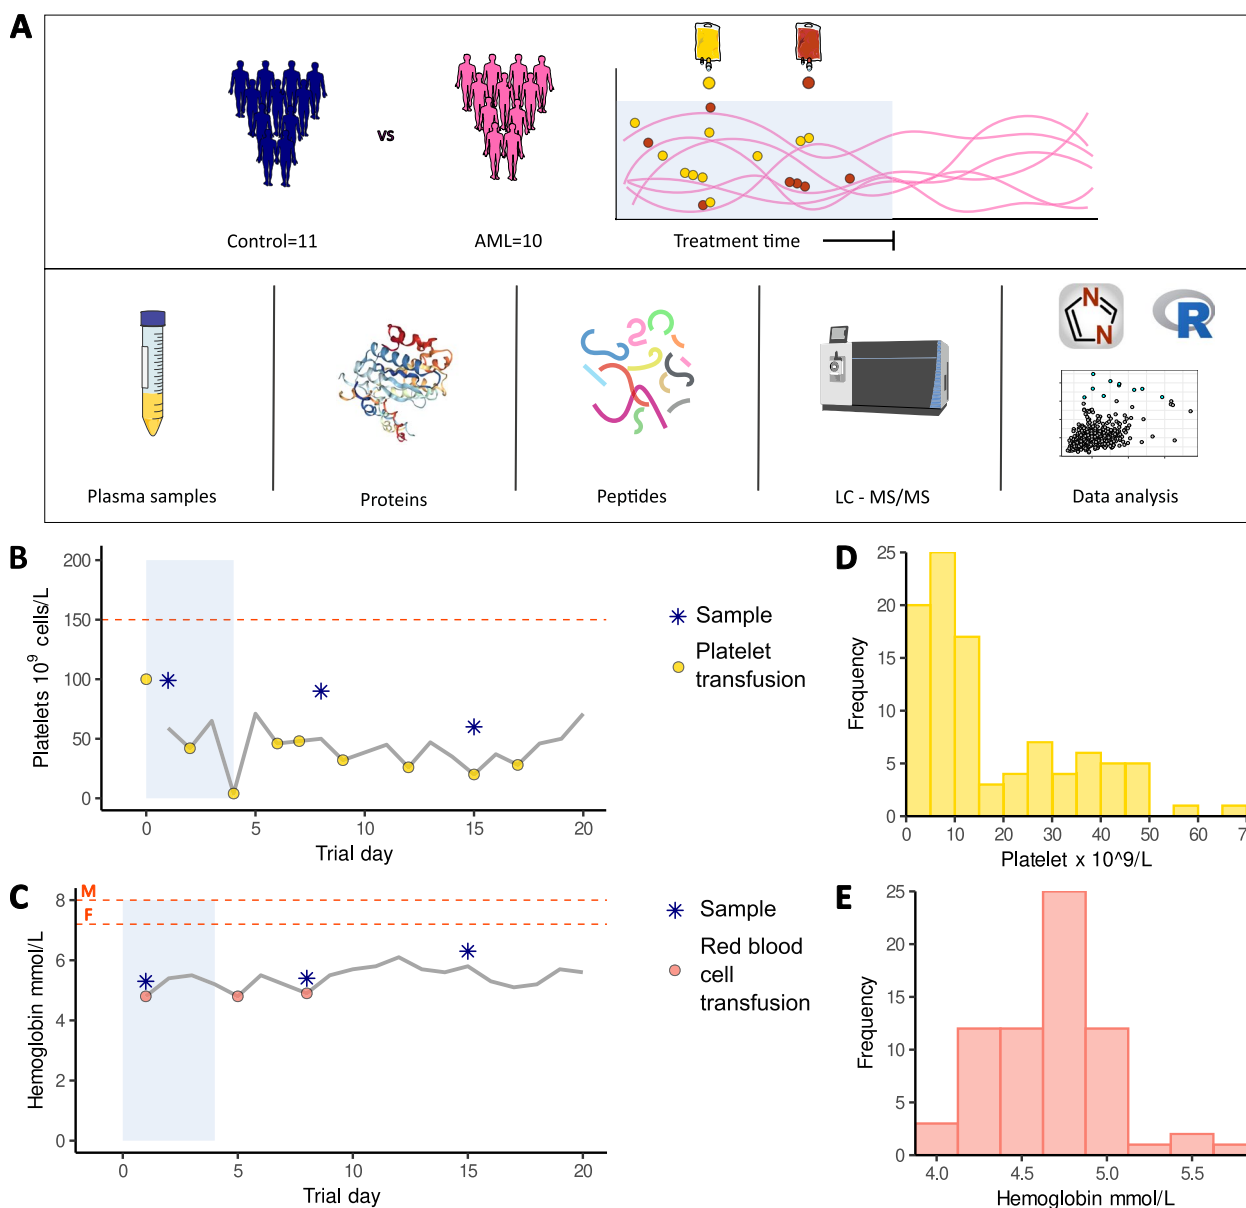 A
vs
Control=11
AML=10
Treatment time
Plasma samples
Proteins
Peptides
LC - MS/MS
Data analysis
N
N
R
B
Platelets 10^9 cells/L
200
150
100
50
0
0 5 10 15 20
Trial day
Sample
Platelet
transfusion
D
Frequency
25
20
15
10
5
0
0 10 20 30 40 50 60
Platelet x 10^9/L
C
Hemoglobin mmol/L
M
F
8
6
4
2
0
0 5 10 15 20
Trial day
Sample
Red blood
cell
transfusion
E
Frequency
25
20
15
10
5
0
4.0 4.5 5.0 5.5
Hemoglobin mmol/L